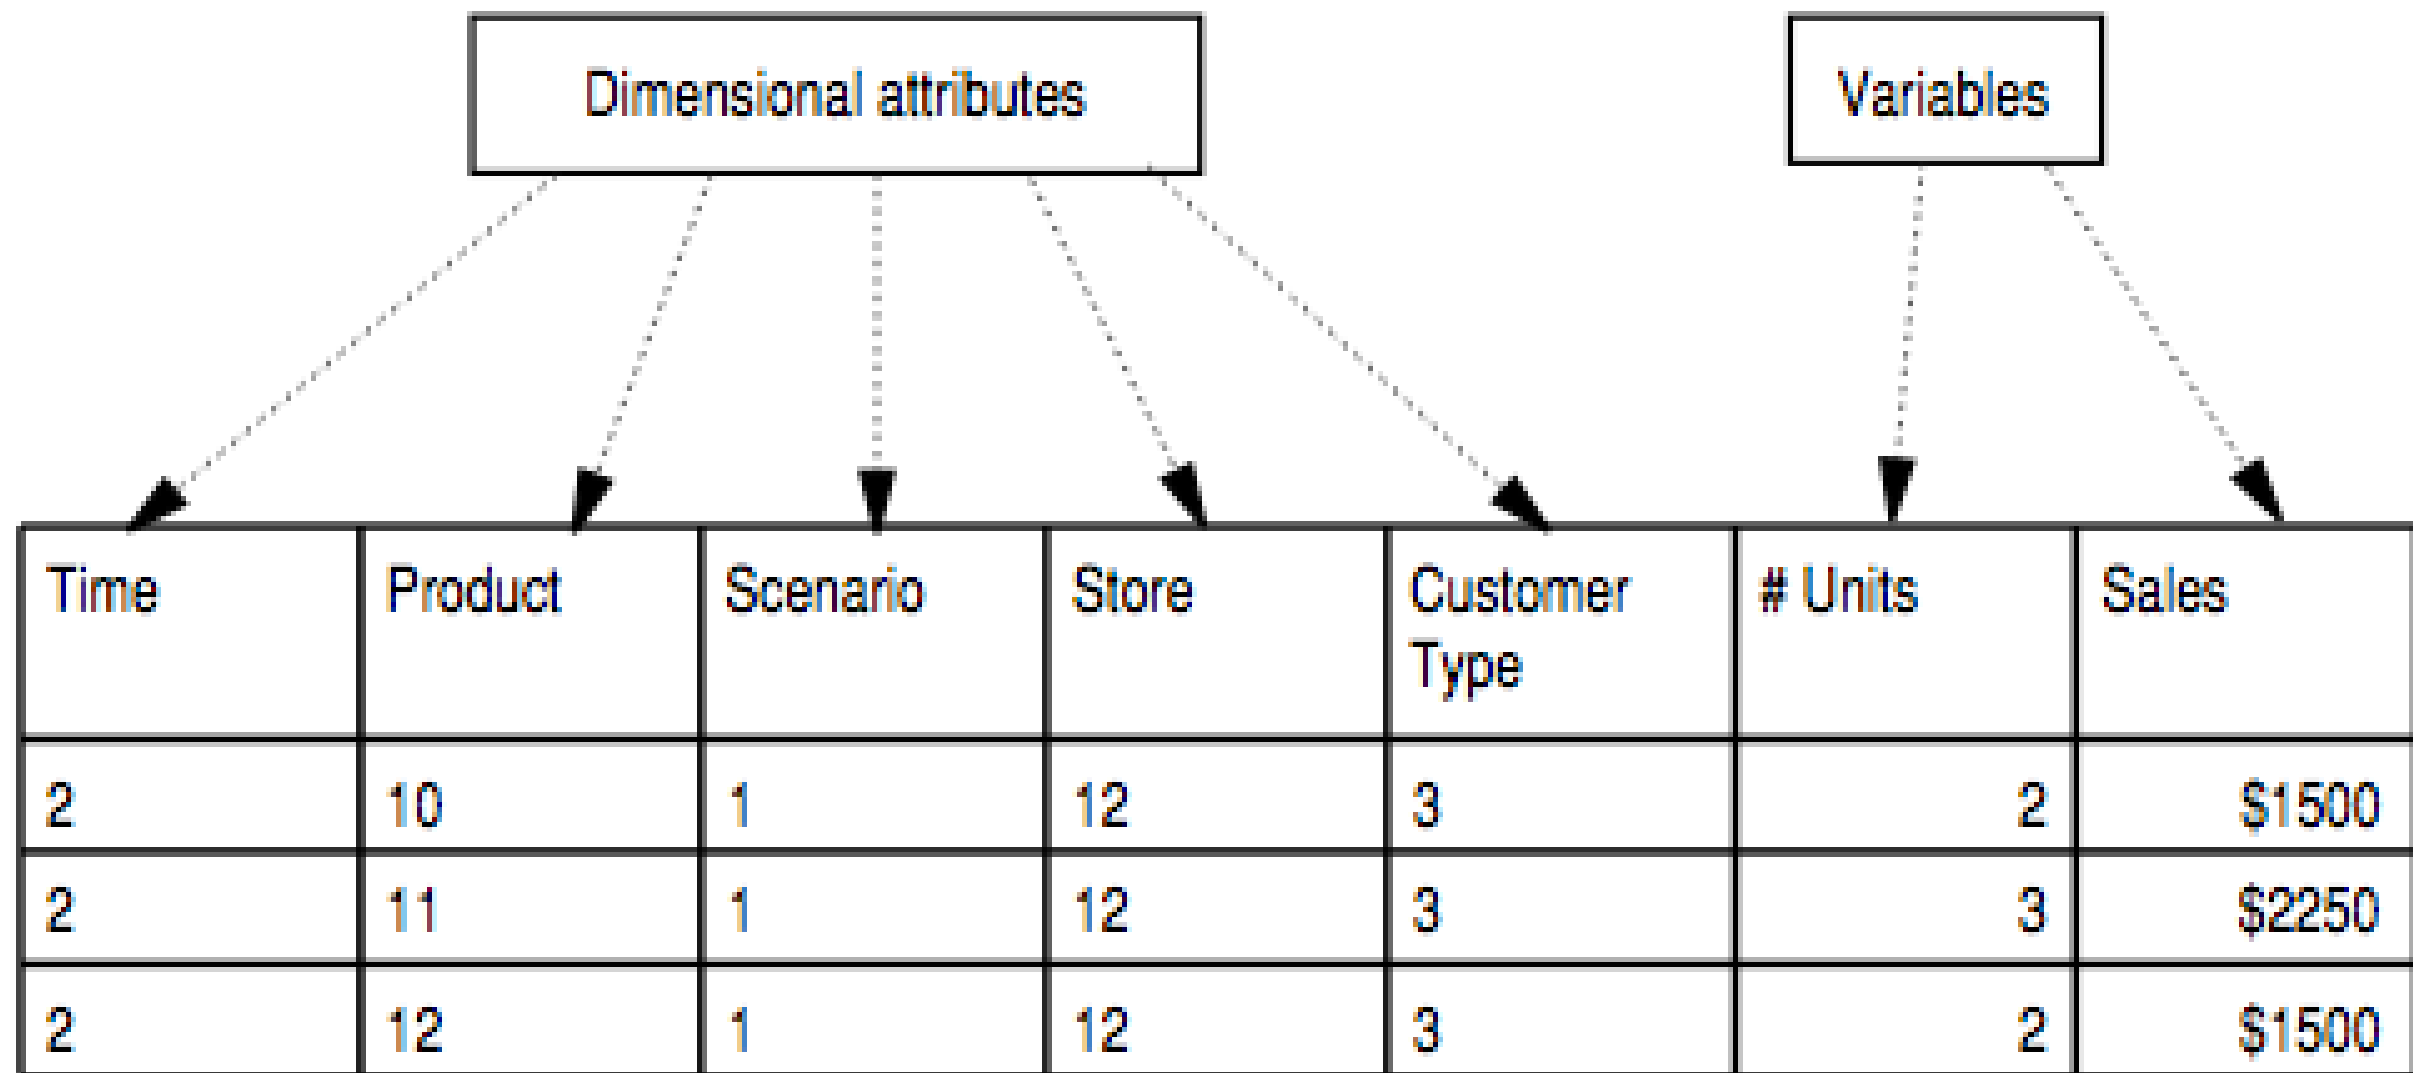 Dimensional attributes Variables
Time Product Scenario Store Customer Type # Units Sales
2 10 1 12 3 2 $1500
2 11 1 12 3 3 $2250
2 12 1 12 3 2 $1500